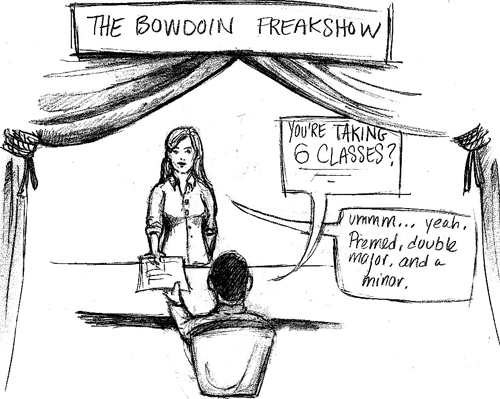 THE BOWDOIN FREAKSHOW
YOU'RE TAKING
6 CLASSES?
ummm... yeah.
Premed, double
major, and a
minor.